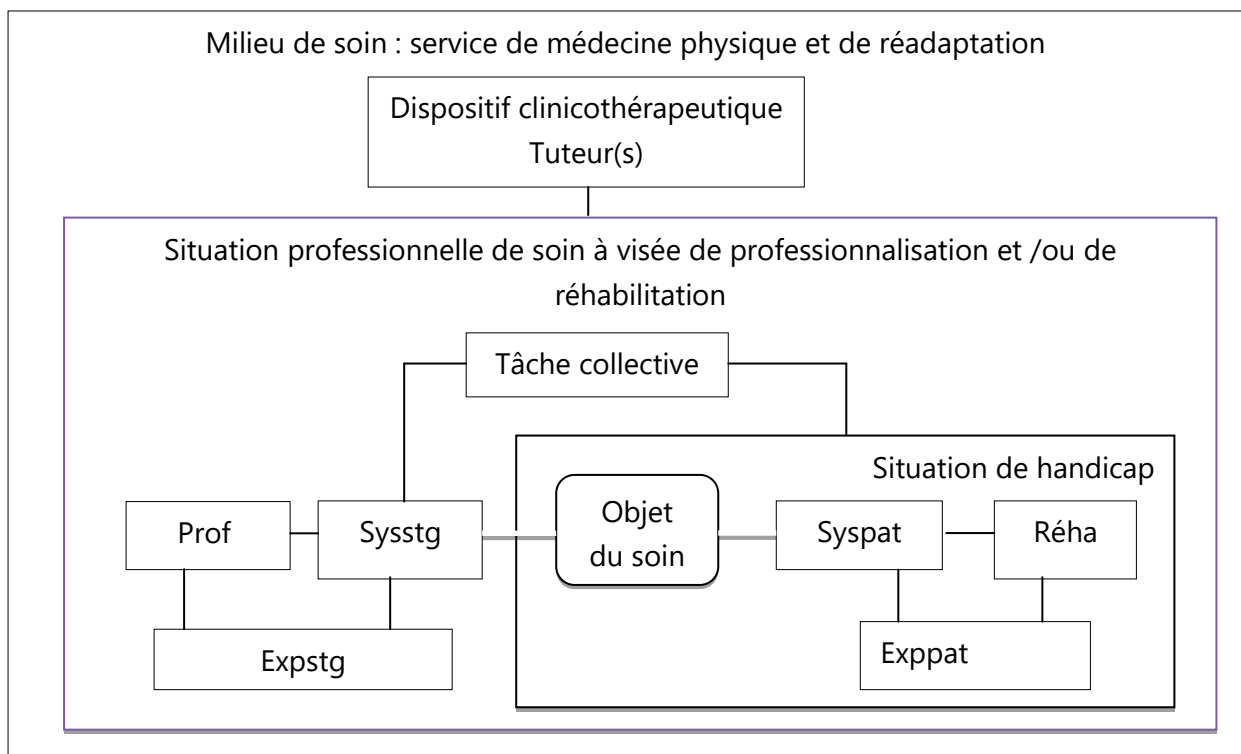 Milieu de soin : service de médecine physique et de réadaptation
Dispositif clinicothérapeutique
Tuteur(s)
Situation professionnelle de soin à visée de professionnalisation et /ou de
réhabilitation
Tâche collective
Situation de handicap
Prof
Sysstg
Objet
du soin
Syspat
Réha
Expstg
Exppat